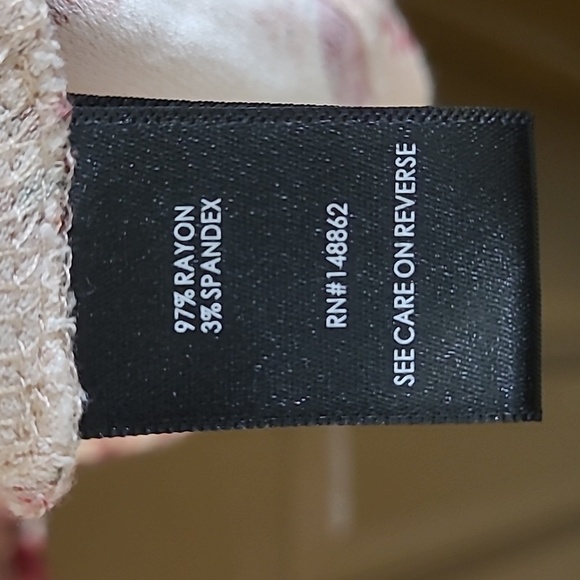 97% RAYON
3% SPANDEX
RN#148862
SEE CARE ON REVERSE